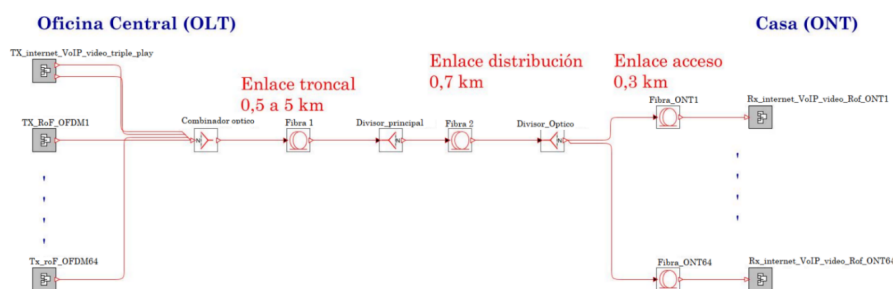 Oficina Central (OLT)
Casa (ONT)
TX_internet_VoIP_video_triple_play
Enlace troncal
0,5 a 5 km
Enlace distribución
0,7 km
Enlace acceso
0,3 km
TX_RoF_OFDM1
Combinador optico
Fibra 1
Divisor_principal
Fibra 2
Divisor_Optico
Fibra_ONT1
Rx_internet_VoIP_video_Rof_ONT1
N
N
N
Tx_roF_OFDM64
Fibra_ONT64
Rx_internet_VoIP_video_Rof_ONT64